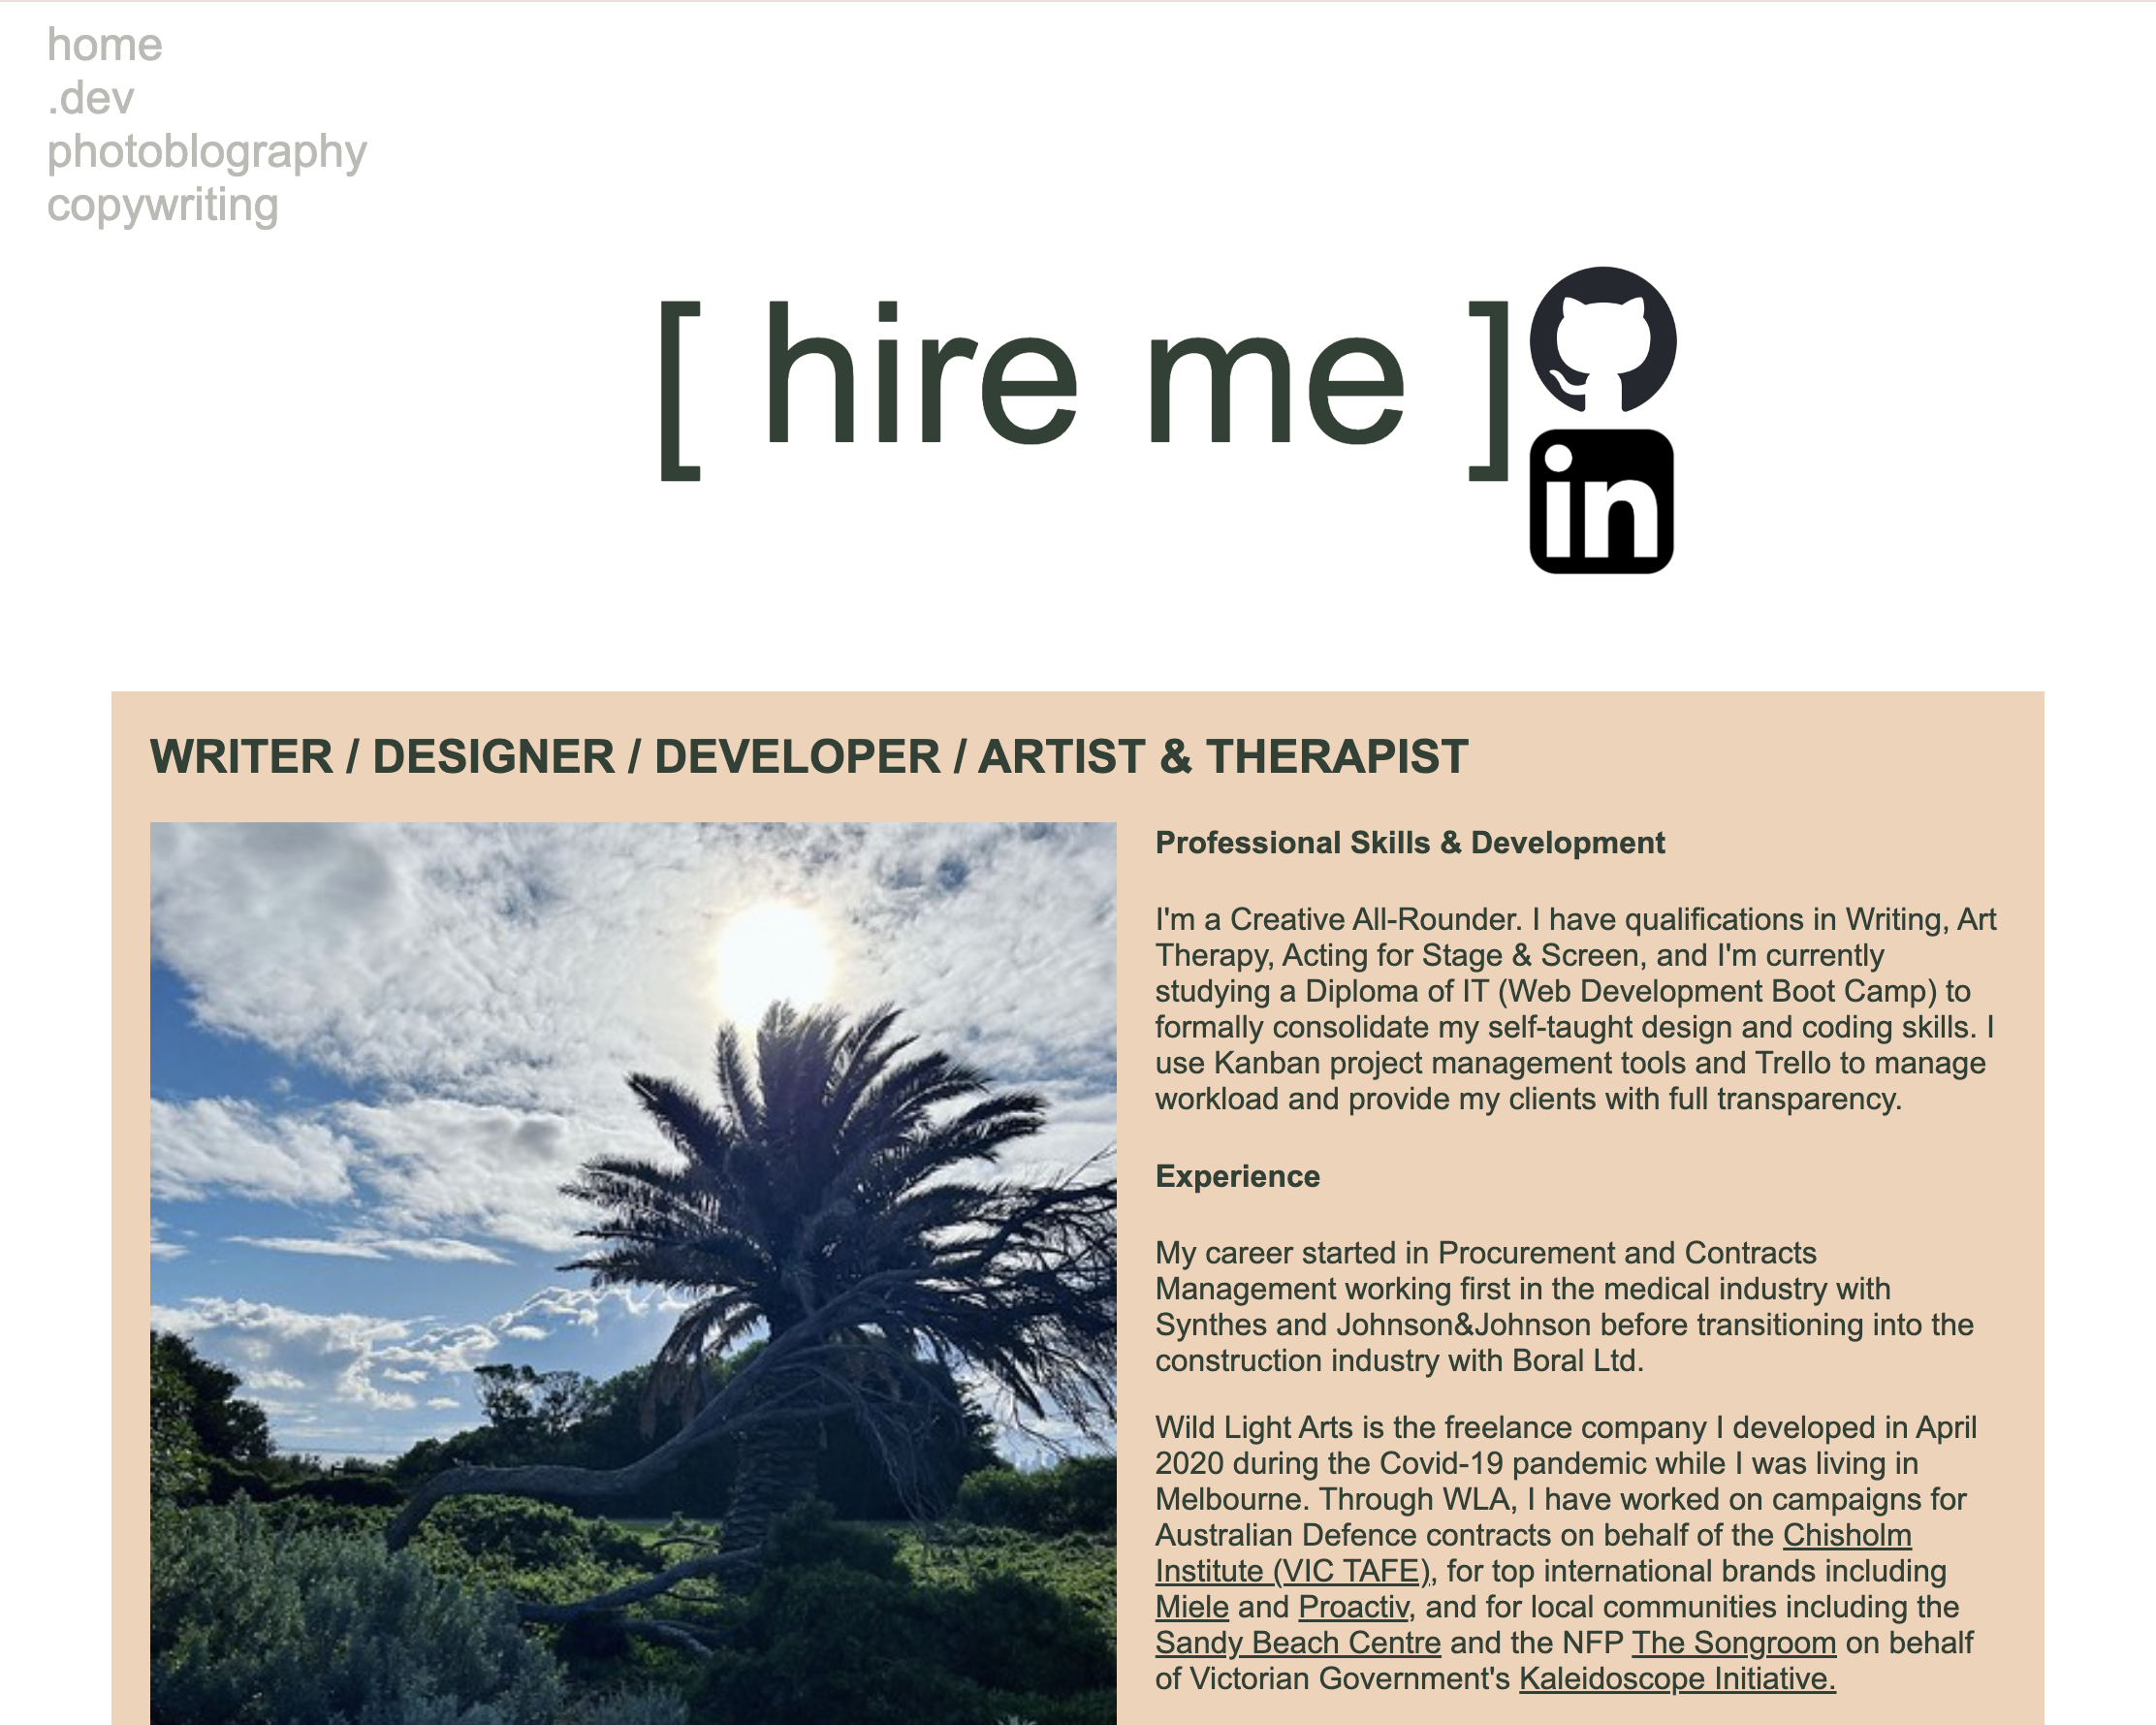 home
.dev
photoblography
copywriting
[ hire me ]
in
WRITER / DESIGNER / DEVELOPER / ARTIST & THERAPIST
Professional Skills & Development
I'm a Creative All-Rounder. I have qualifications in Writing, Art
Therapy, Acting for Stage & Screen, and I'm currently
studying a Diploma of IT (Web Development Boot Camp) to
formally consolidate my self-taught design and coding skills. I
use Kanban project management tools and Trello to manage
workload and provide my clients with full transparency.
Experience
My career started in Procurement and Contracts
Management working first in the medical industry with
Synthes and Johnson&Johnson before transitioning into the
construction industry with Boral Ltd.
Wild Light Arts is the freelance company I developed in April
2020 during the Covid-19 pandemic while I was living in
Melbourne. Through WLA, I have worked on campaigns for
Australian Defence contracts on behalf of the Chisholm
Institute (VIC TAFE), for top international brands including
Miele and Proactiv, and for local communities including the
Sandy Beach Centre and the NFP The Songroom on behalf
of Victorian Government's Kaleidoscope Initiative.